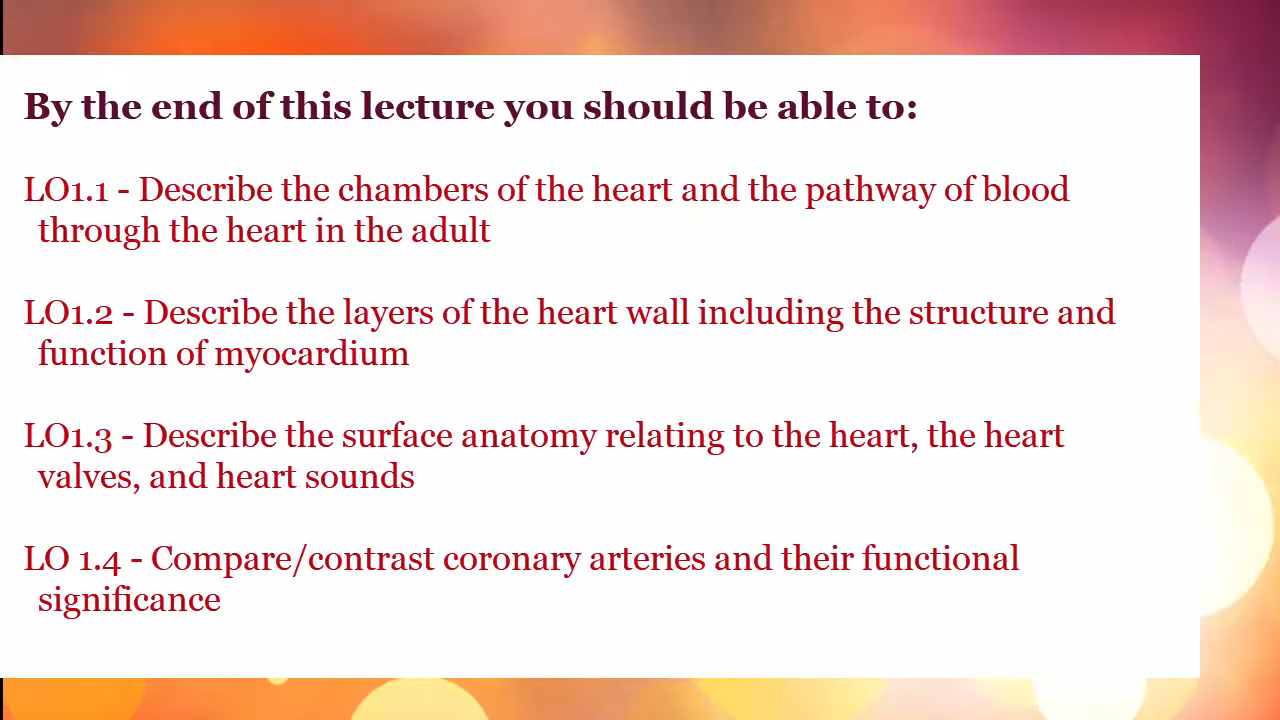 By the end of this lecture you should be able to:
LO1.1 - Describe the chambers of the heart and the pathway of blood
through the heart in the adult
LO1.2 - Describe the layers of the heart wall including the structure and
function of myocardium
LO1.3 - Describe the surface anatomy relating to the heart, the heart
valves, and heart sounds
LO 1.4 - Compare/contrast coronary arteries and their functional
significance